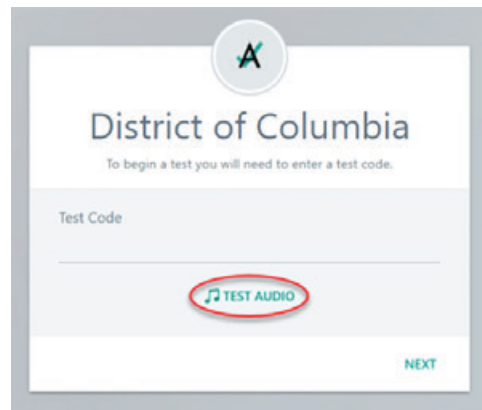 District of Columbia
To begin a test you will need to enter a test code.
Test Code
TEST AUDIO
NEXT